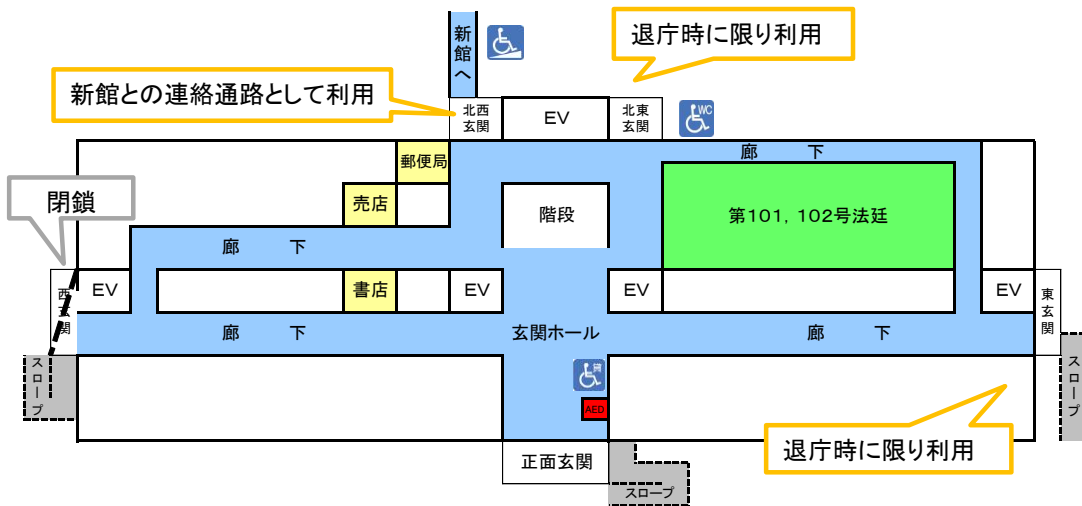 新館へ
退庁時に限り利用
新館との連絡通路として利用
北西
玄関
EV
北東
玄関
WC
郵便局
廊 下
閉鎖
売店
階段
第101，102号法廷
廊 下
西玄関
EV
書店
EV
EV
EV
東玄関
廊 下
玄関ホール
廊 下
スロープ
スロープ
AED
退庁時に限り利用
正面玄関
スロープ